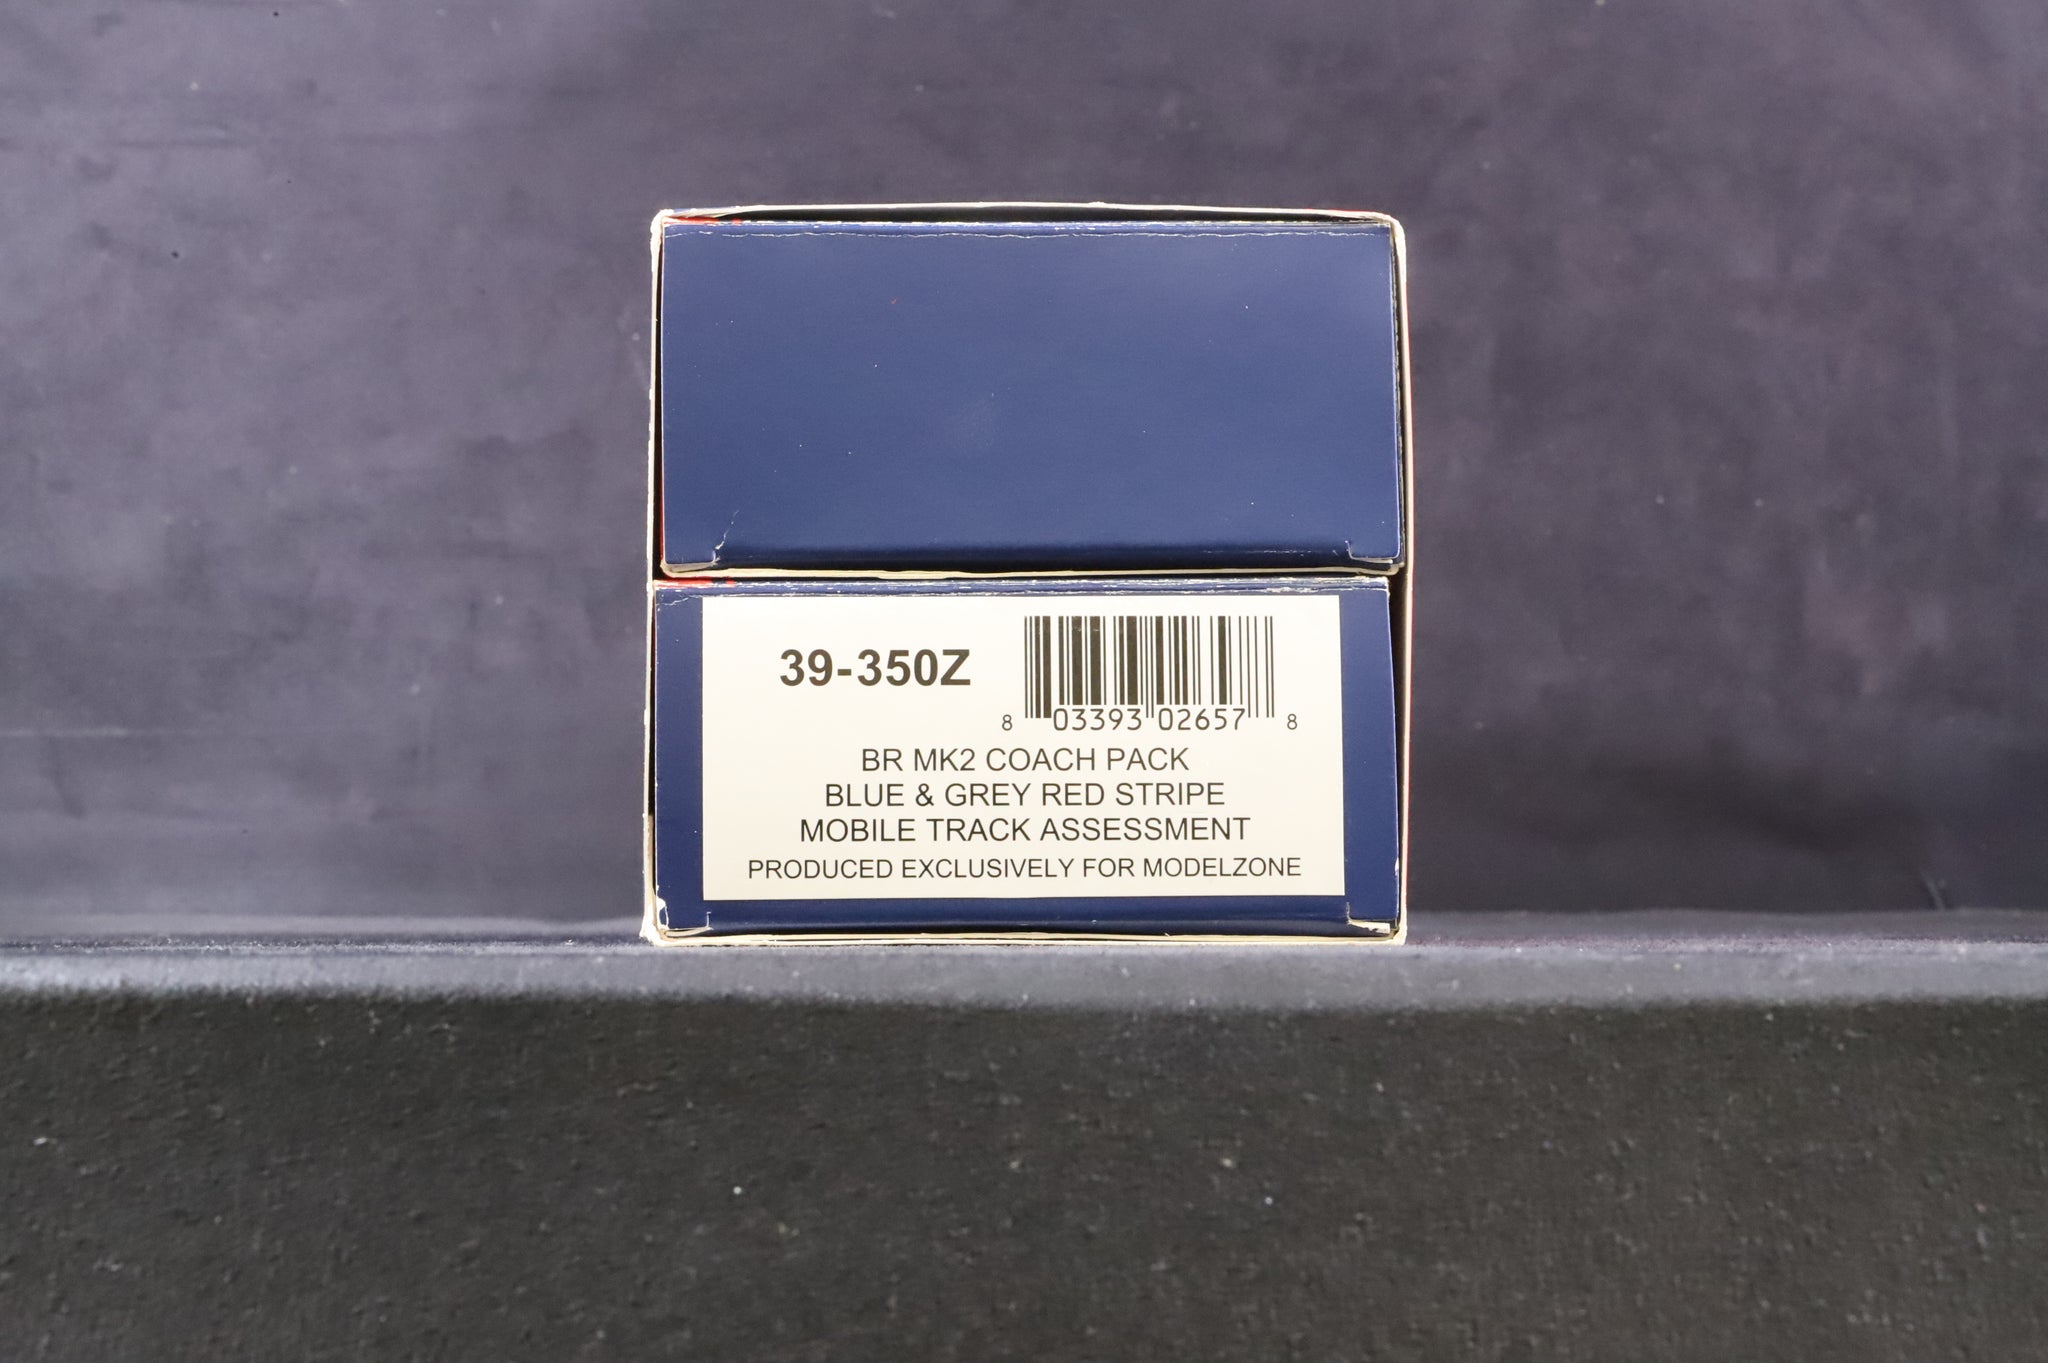 39-350Z
8 03393 02657 8
BR MK2 COACH PACK
BLUE & GREY RED STRIPE
MOBILE TRACK ASSESSMENT
PRODUCED EXCLUSIVELY FOR MODELZONE